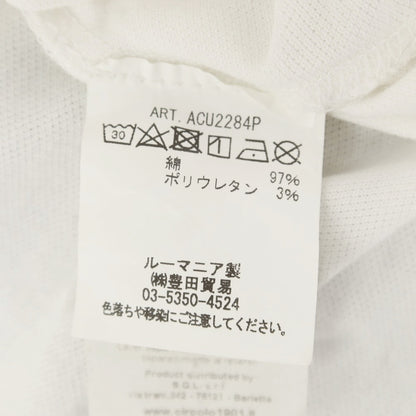 ART. ACU2284P
30
綿 97%
ポリウレタン 3%
ルーマニア製
㈱豊田貿易
03-5350-4524
色落ちや移染にご注意してください。
Product distributed by
S.G.L. s.r.l.
76121 - Barletta
www.circolo1901.it